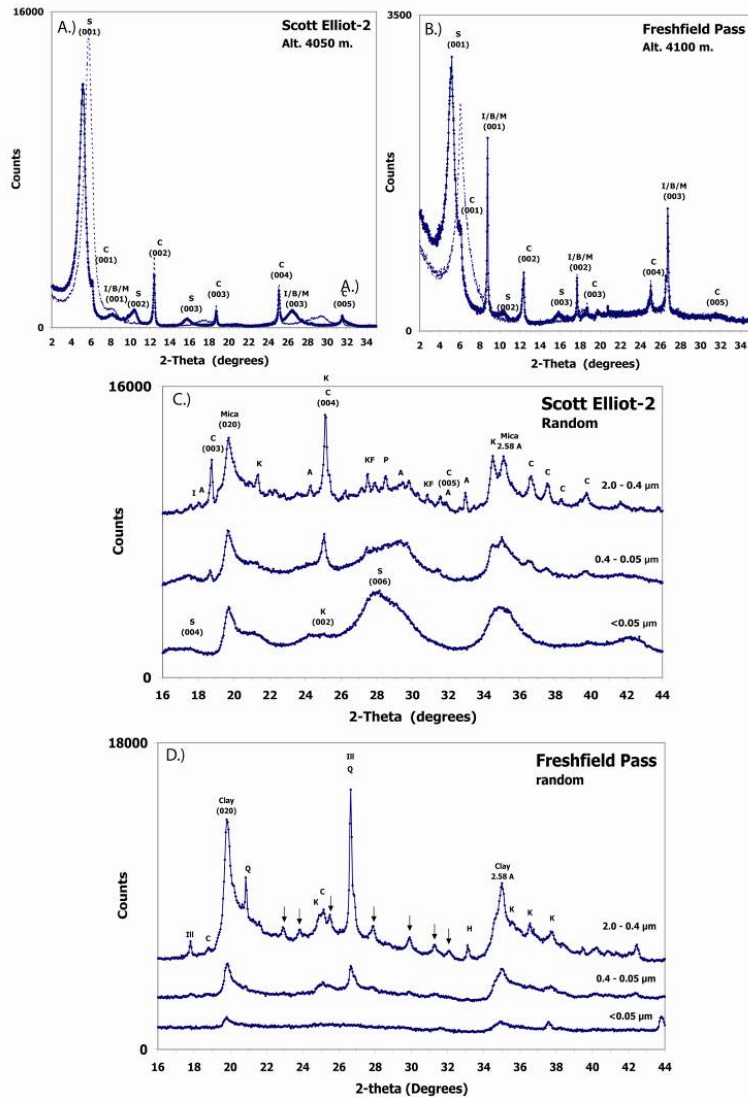 A.)
Scott Elliot-2
Alt. 4050 m.
16000
S
(001)
C
(001)
I/B/M
(001)
S
(002)
C
(002)
S
(003)
C
(003)
C
(004)
I/B/M
(003)
A.)
C
(005)
Counts
0
2 4 6 8 10 12 14 16 18 20 22 24 26 28 30 32 34
2-Theta (degrees)
B.)
Freshfield Pass
Alt. 4100 m.
3500
S
(001)
I/B/M
(001)
C
(001)
S
(002)
C
(002)
S
(003)
I/B/M
(002)
C
(003)
C
(004)
I/B/M
(003)
C
(005)
Counts
0
2 4 6 8 10 12 14 16 18 20 22 24 26 28 30 32 34
2-Theta (degrees)
C.)
Scott Elliot-2
Random
16000
I
A
C
(003)
Mica
(020)
K
A
K
C
(004)
KF
P
A
KF
C
(005)
A
A
K
Mica
2.58 A
C
C
C
C
2.0 - 0.4 µm
0.4 - 0.05 µm
S
(006)
S
(004)
K
(002)
<0.05 µm
Counts
0
16 18 20 22 24 26 28 30 32 34 36 38 40 42 44
2-Theta (degrees)
D.)
Freshfield Pass
random
18000
Ill
C
Clay
(020)
Q
K
C
Ill
Q
H
Clay
2.58 A
K
K
K
2.0 - 0.4 µm
0.4 - 0.05 µm
<0.05 µm
Counts
0
16 18 20 22 24 26 28 30 32 34 36 38 40 42 44
2-theta (Degrees)